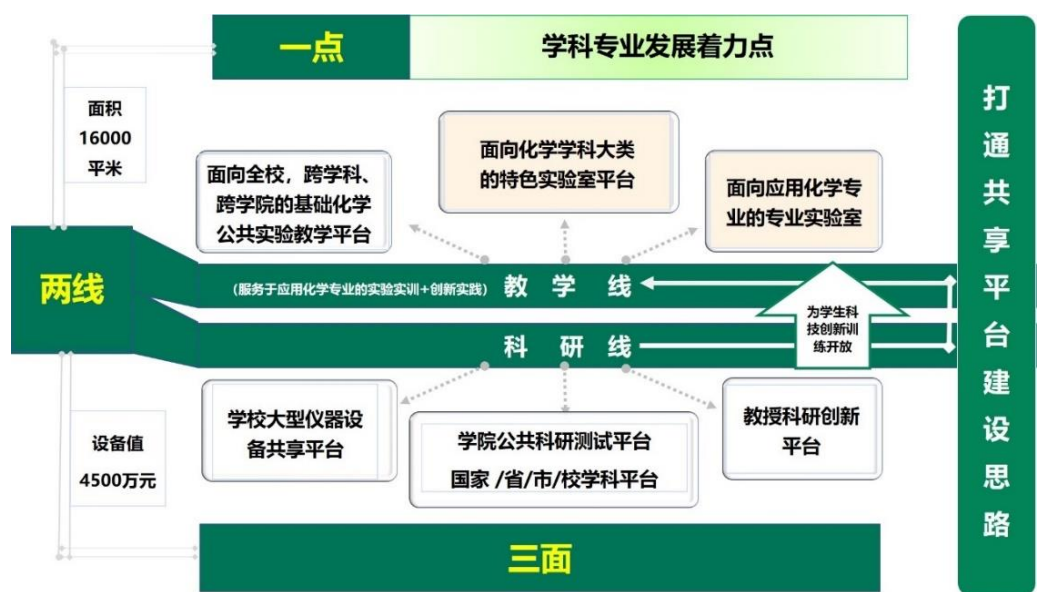 一点
学科专业发展着力点
面积
16000
平米
面向全校，跨学科、
跨学院的基础化学
公共实验教学平台
面向化学学科大类
的特色实验室平台
面向应用化学专
业的专业实验室
两线
（服务于应用化学专业的实验实训+创新实践）教 学 线
科 研 线
为学生科
技创新训
练开放
设备值
4500万元
学校大型仪器设
备共享平台
学院公共科研测试平台
国家 /省/市/校学科平台
教授科研创新
平台
三面
打通共享平台建设思路